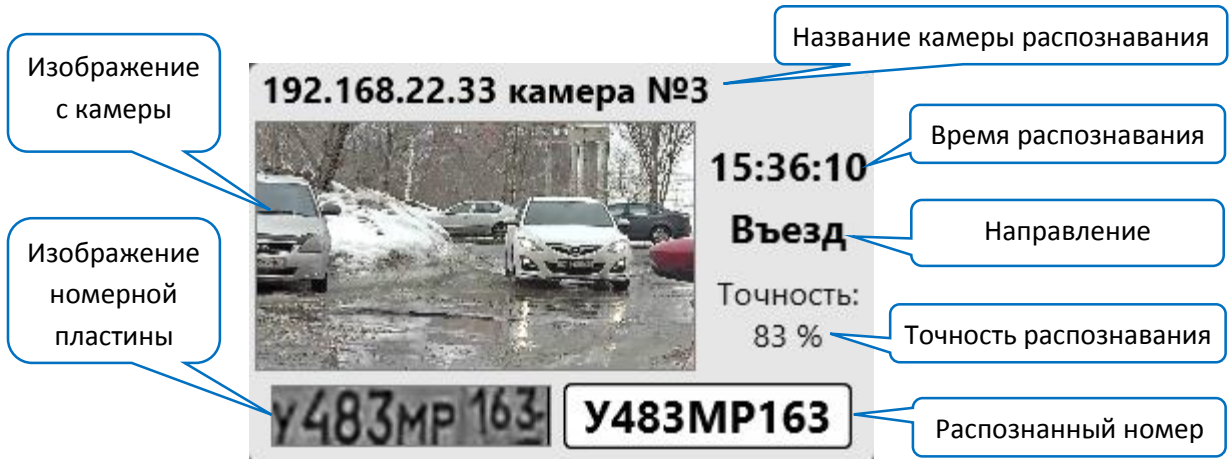 Название камеры распознавания
Изображение
с камеры
192.168.22.33 камера №3
Время распознавания
15:36:10
Въезд
Направление
Изображение
номерной
пластины
Точность:
83 %
Точность распознавания
У483МР 163
У483МР163
Распознанный номер